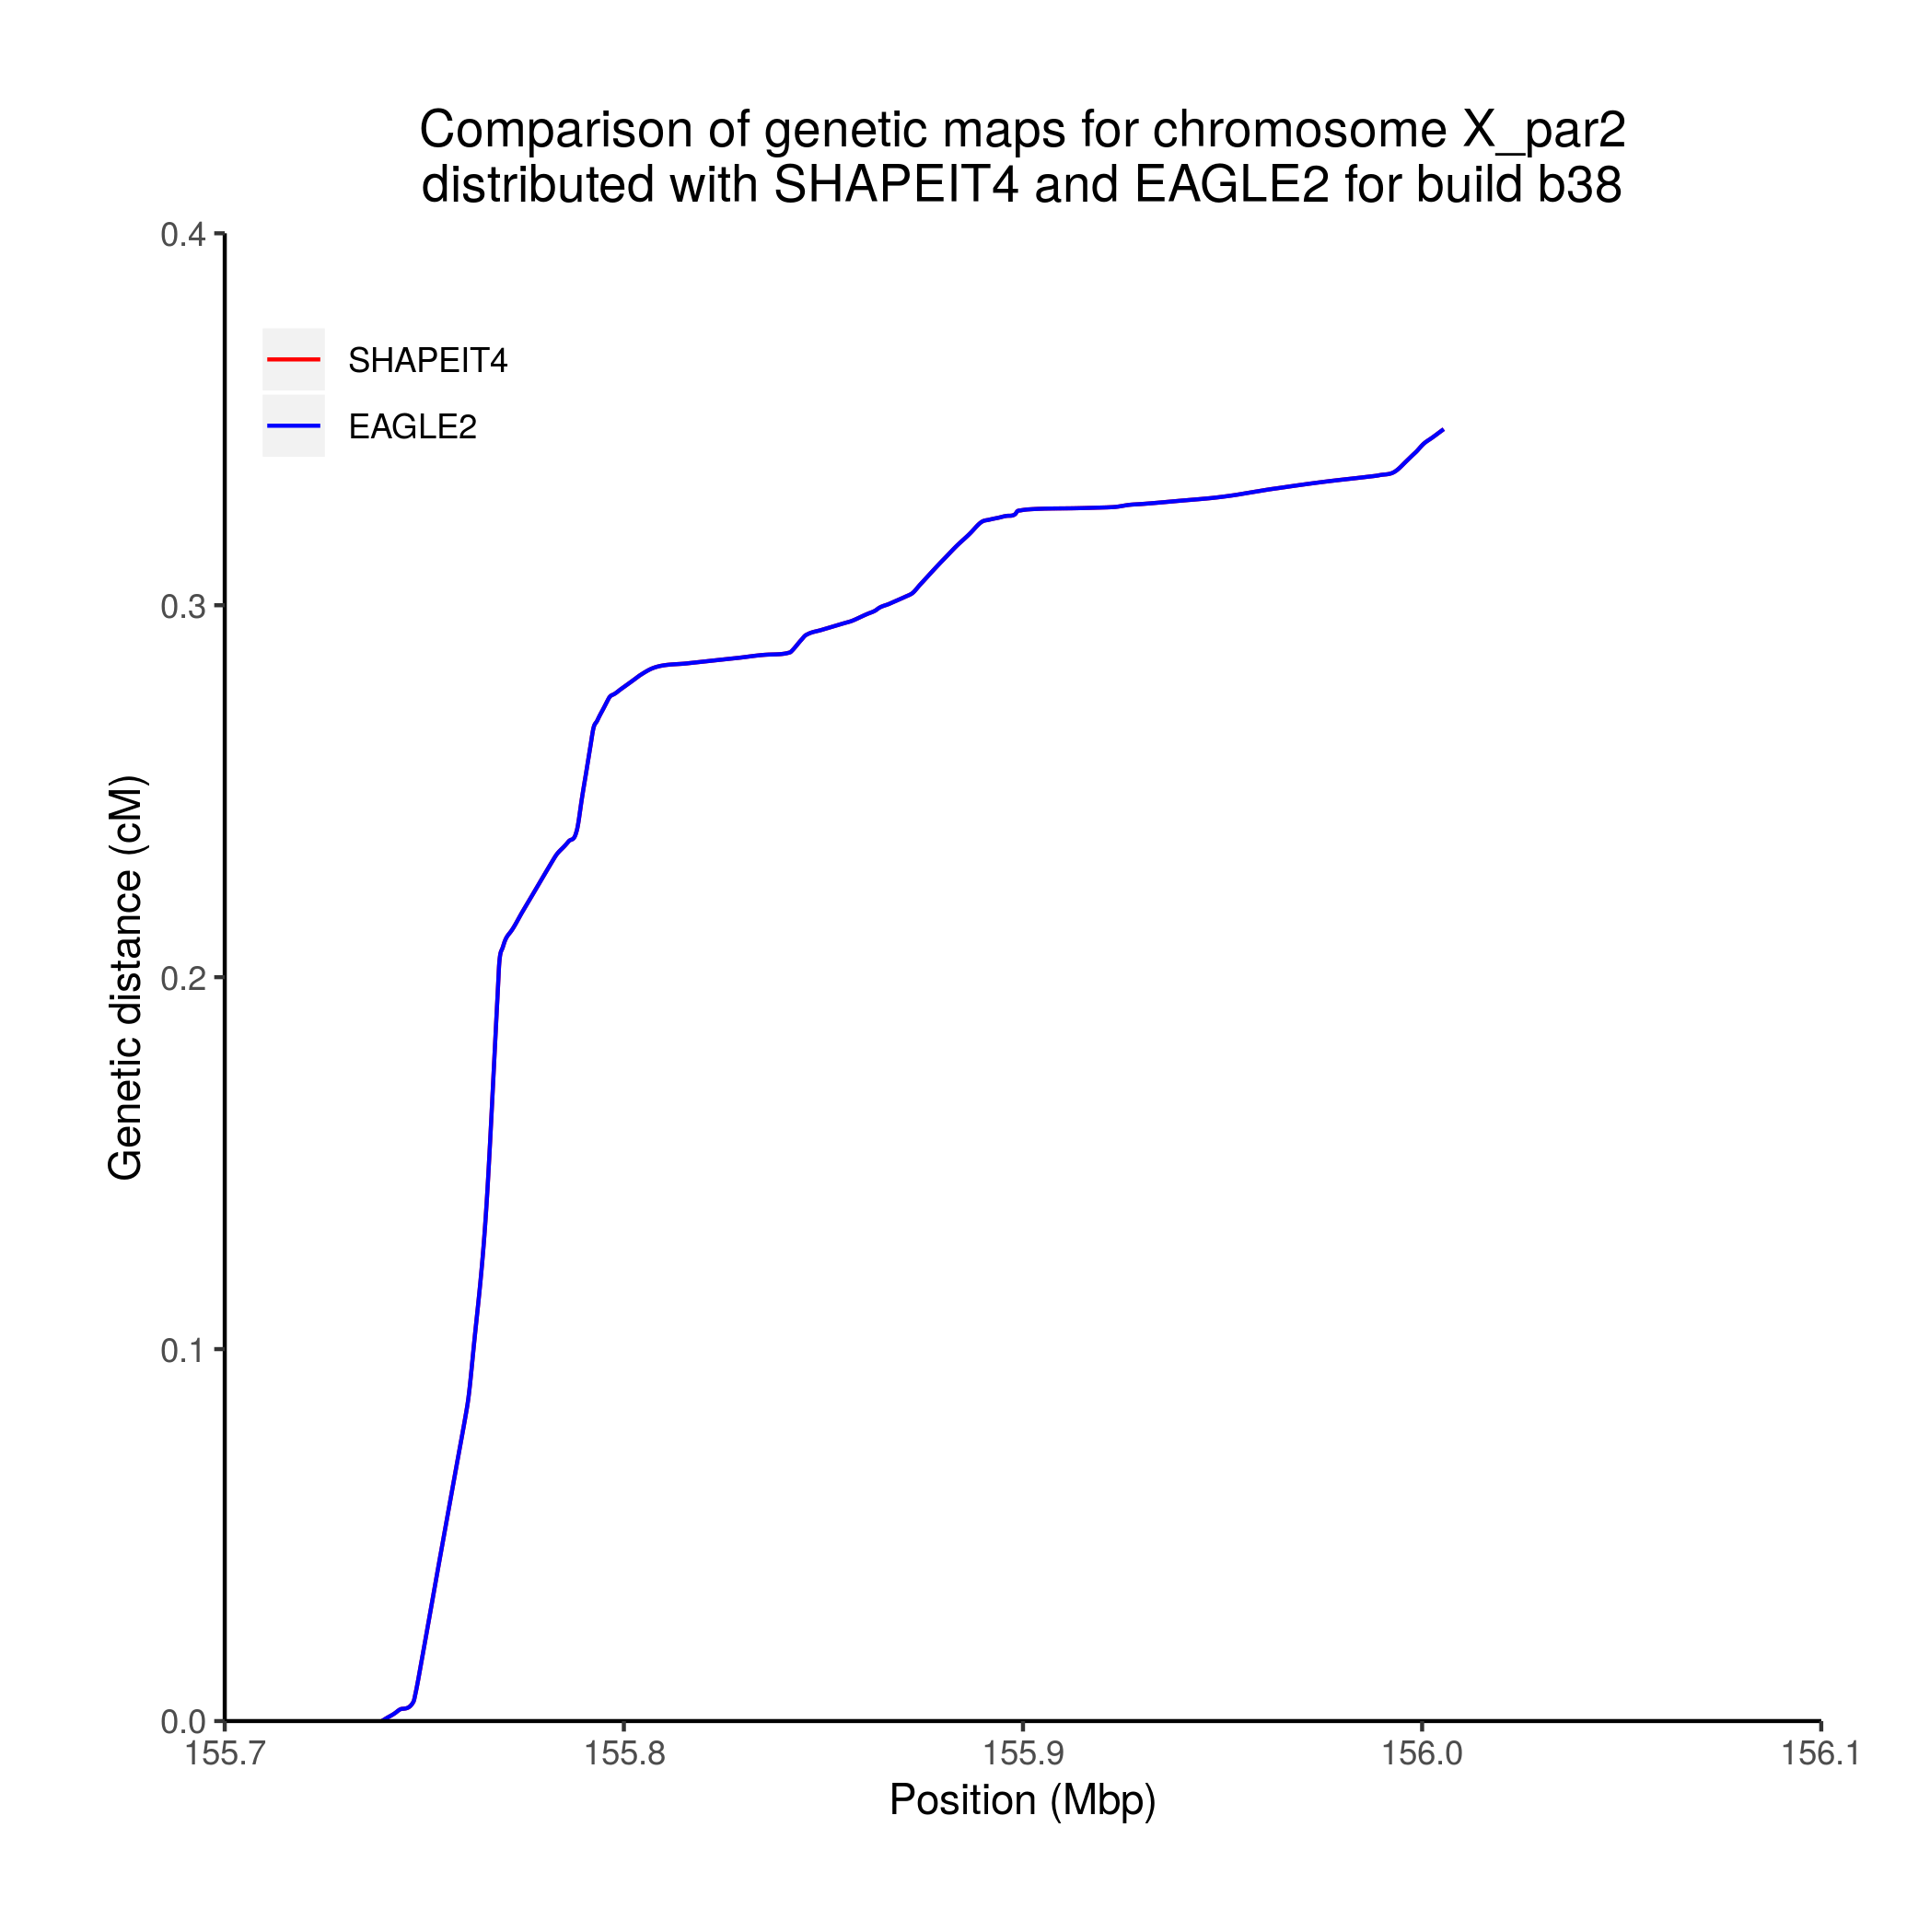 Comparison of genetic maps for chromosome X_par2
distributed with SHAPEIT4 and EAGLE2 for build b38
0.4
SHAPEIT4
EAGLE2
0.3
0.2
0.1
0.0
Genetic distance (cM)
155.7 155.8 155.9 156.0 156.1
Position (Mbp)